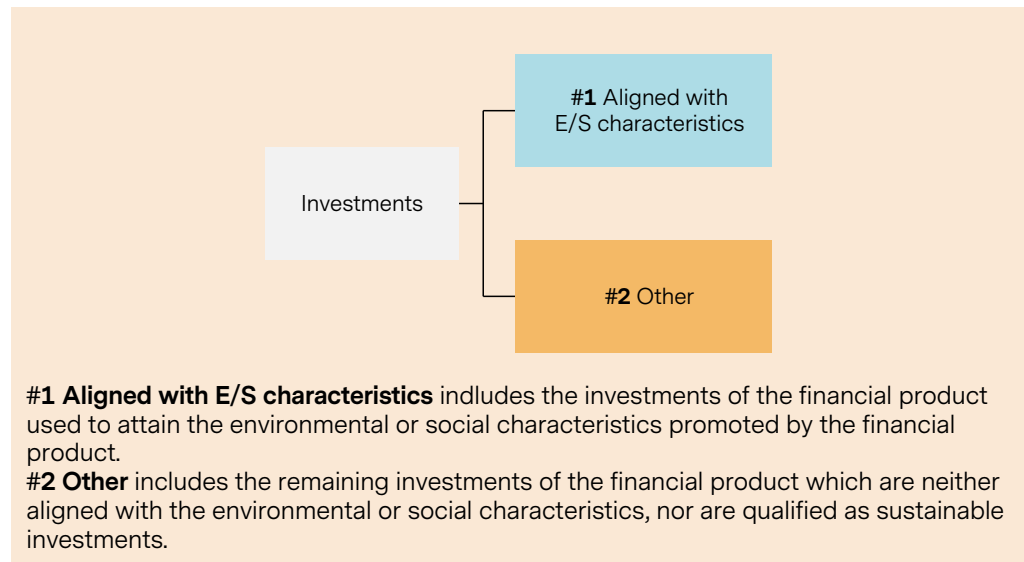 #1 Aligned with
E/S characteristics
Investments
#2 Other
#1 Aligned with E/S characteristics indludes the investments of the financial product
used to attain the environmental or social characteristics promoted by the financial
product.
#2 Other includes the remaining investments of the financial product which are neither
aligned with the environmental or social characteristics, nor are qualified as sustainable
investments.